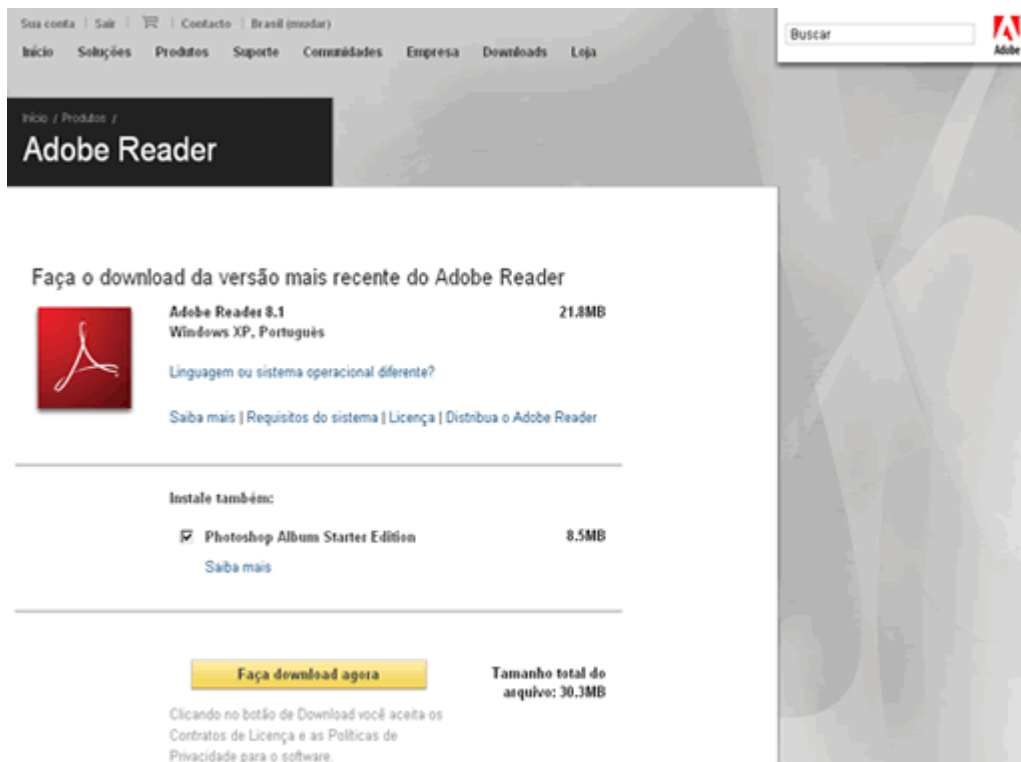 Sua conta | Sair | | Contacto | Brasil (mudar)
Buscar
Adobe
Início Soluções Produtos Suporte Comunidades Empresa Downloads Loja
Início / Produtos /
Adobe Reader
Faça o download da versão mais recente do Adobe Reader
Adobe Reader 8.1 21.8MB
Windows XP, Português
Linguagem ou sistema operacional diferente?
Saiba mais | Requisitos do sistema | Licença | Distribua o Adobe Reader
Instale também:
Photoshop Album Starter Edition 8.5MB
Saiba mais
Faça download agora
Tamanho total do
arquivo: 30.3MB
Clicando no botão de Download você aceita os
Contratos de Licença e as Políticas de
Privacidade para o software.